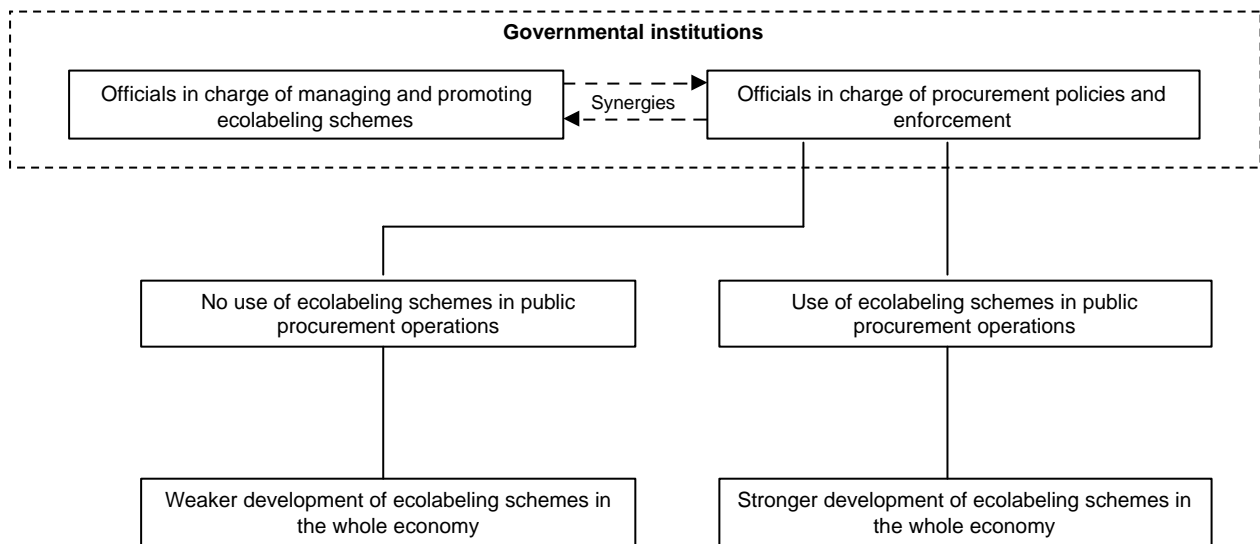 Governmental institutions
Officials in charge of managing and promoting
ecolabeling schemes
Synergies
Officials in charge of procurement policies and
enforcement
No use of ecolabeling schemes in public
procurement operations
Use of ecolabeling schemes in public
procurement operations
Weaker development of ecolabeling schemes in
the whole economy
Stronger development of ecolabeling schemes in
the whole economy